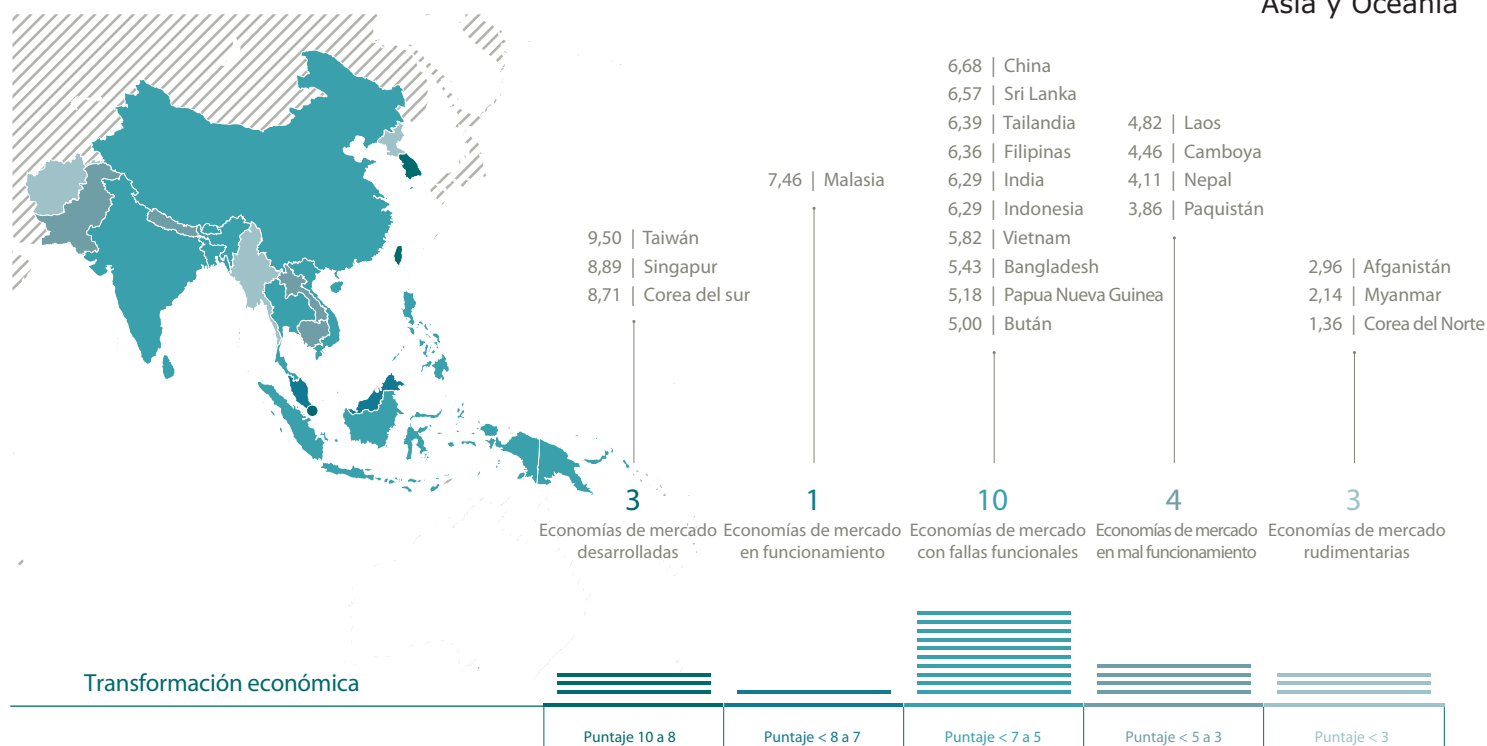 Asia y Oceanía
9,50 | Taiwán
8,89 | Singapur
8,71 | Corea del sur
3
Economías de mercado
desarrolladas
7,46 | Malasia
1
Economías de mercado
en funcionamiento
6,68 | China
6,57 | Sri Lanka
6,39 | Tailandia
6,36 | Filipinas
6,29 | India
6,29 | Indonesia
5,82 | Vietnam
5,43 | Bangladesh
5,18 | Papua Nueva Guinea
5,00 | Bután
10
Economías de mercado
con fallas funcionales
4,82 | Laos
4,46 | Camboya
4,11 | Nepal
3,86 | Paquistán
4
Economías de mercado
en mal funcionamiento
2,96 | Afganistán
2,14 | Myanmar
1,36 | Corea del Norte
3
Economías de mercado
rudimentarias
Transformación económica
Puntaje 10 a 8
Puntaje < 8 a 7
Puntaje < 7 a 5
Puntaje < 5 a 3
Puntaje < 3